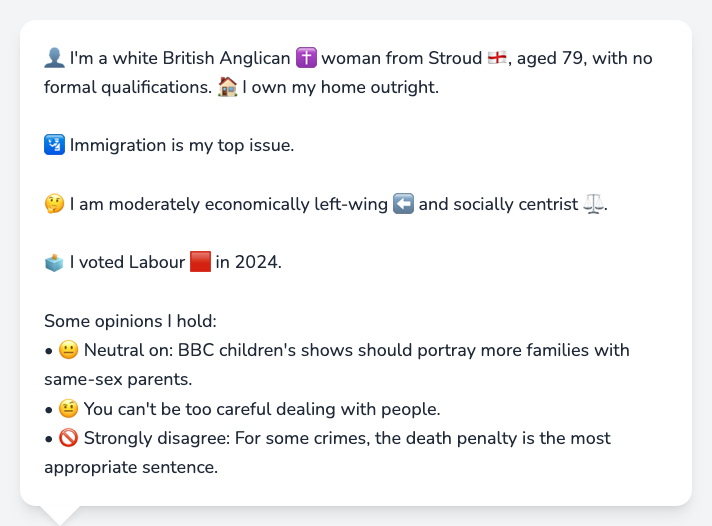 👤 I'm a white British Anglican ✝️ woman from Stroud 🏴󠁧󠁢󠁥󠁮󠁧󠁿, aged 79, with no
formal qualifications. 🏠 I own my home outright.
🛂 Immigration is my top issue.
🤔 I am moderately economically left-wing ⬅️ and socially centrist ⚖️.
🗳️ I voted Labour 🟥 in 2024.
Some opinions I hold:
• 😐 Neutral on: BBC children's shows should portray more families with
same-sex parents.
• 🤨 You can't be too careful dealing with people.
• 🚫 Strongly disagree: For some crimes, the death penalty is the most
appropriate sentence.